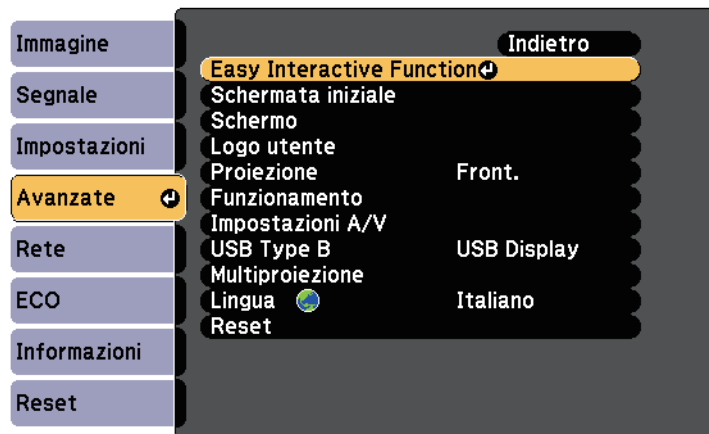 Immagine
Segnale
Impostazioni
Avanzate
Rete
ECO
Informazioni
Reset
Indietro
Easy Interactive Function
Schermata iniziale
Schermo
Logo utente
Proiezione Front.
Funzionamento
Impostazioni A/V
USB Type B USB Display
Multiproiezione
Lingua Italiano
Reset